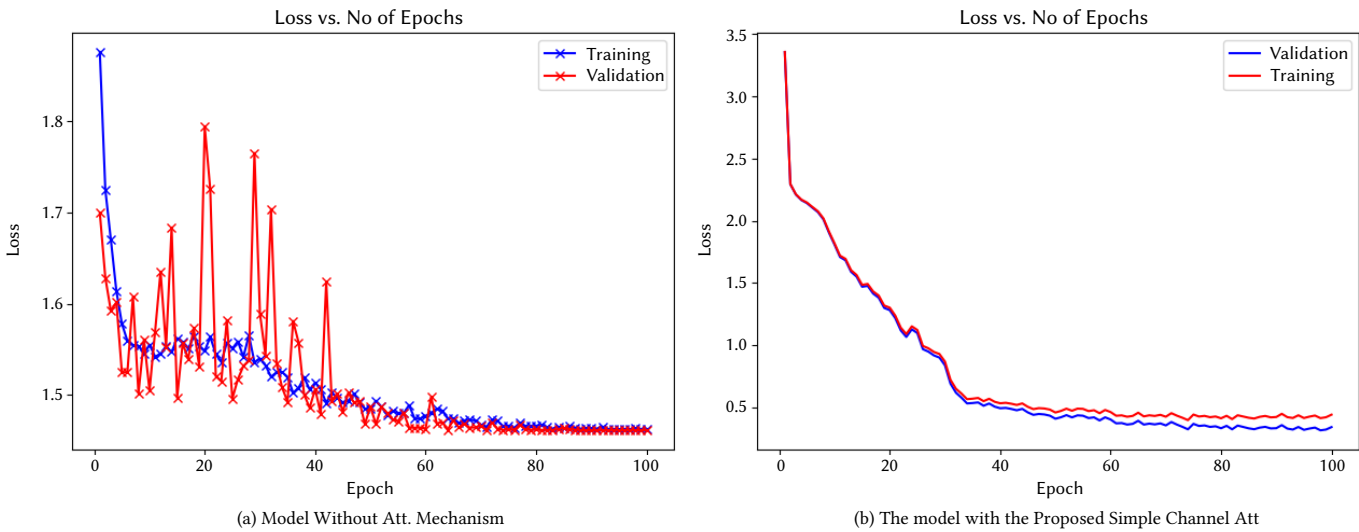 Loss vs. No of Epochs
Training
Validation
1.8
1.7
1.6
1.5
Loss
0
20
40
60
80
100
Epoch
(a) Model Without Att. Mechanism
Loss vs. No of Epochs
Validation
Training
3.5
3.0
2.5
2.0
1.5
1.0
0.5
Loss
0
20
40
60
80
100
Epoch
(b) The model with the Proposed Simple Channel Att